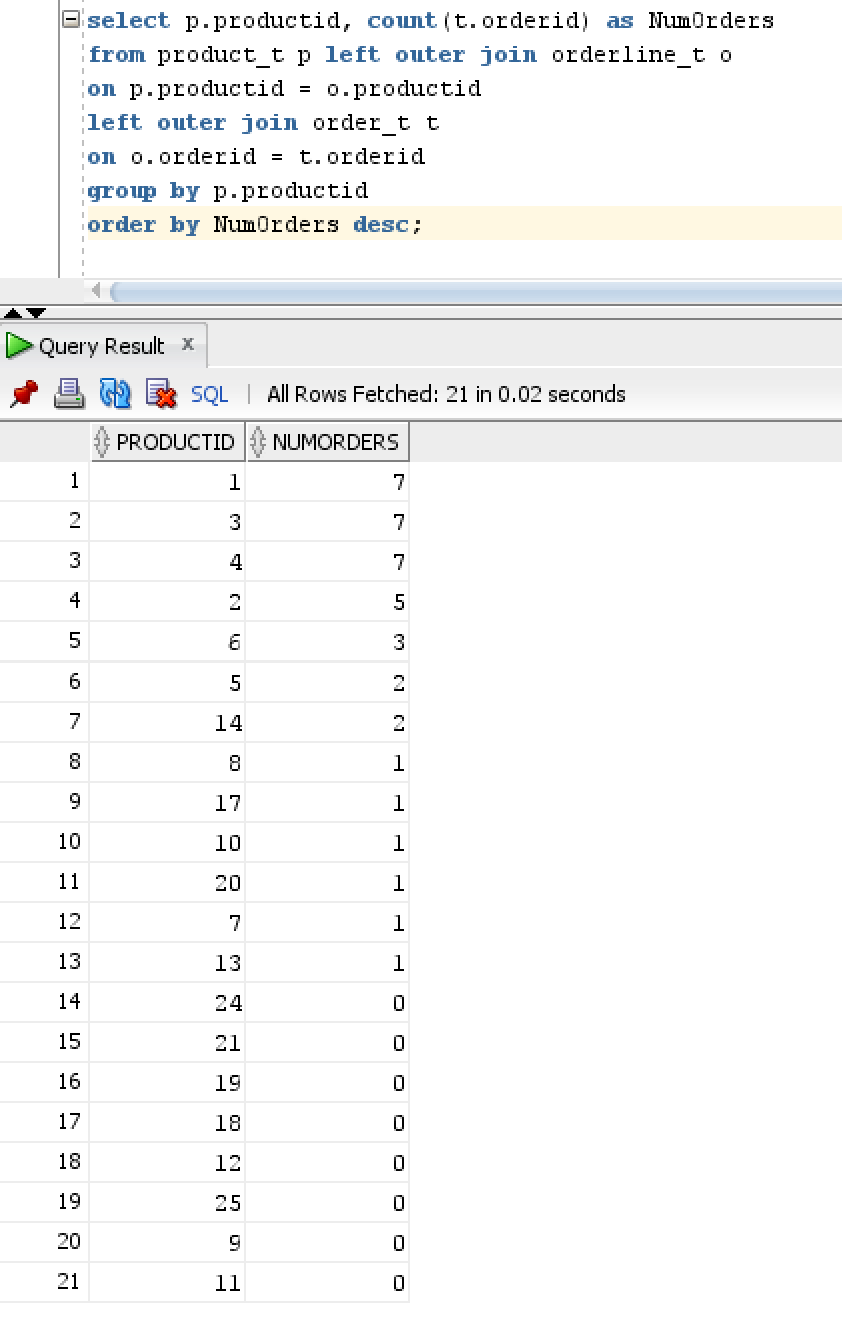 select p.productid, count(t.orderid) as NumOrders
from product_t p left outer join orderline_t o
on p.productid = o.productid
left outer join order_t t
on o.orderid = t.orderid
group by p.productid
order by NumOrders desc;
Query Result x
SQL | All Rows Fetched: 21 in 0.02 seconds
PRODUCTID NUMORDERS
1 1 7
2 3 7
3 4 7
4 2 5
5 6 3
6 5 2
7 14 2
8 8 1
9 17 1
10 10 1
11 20 1
12 7 1
13 13 1
14 24 0
15 21 0
16 19 0
17 18 0
18 12 0
19 25 0
20 9 0
21 11 0